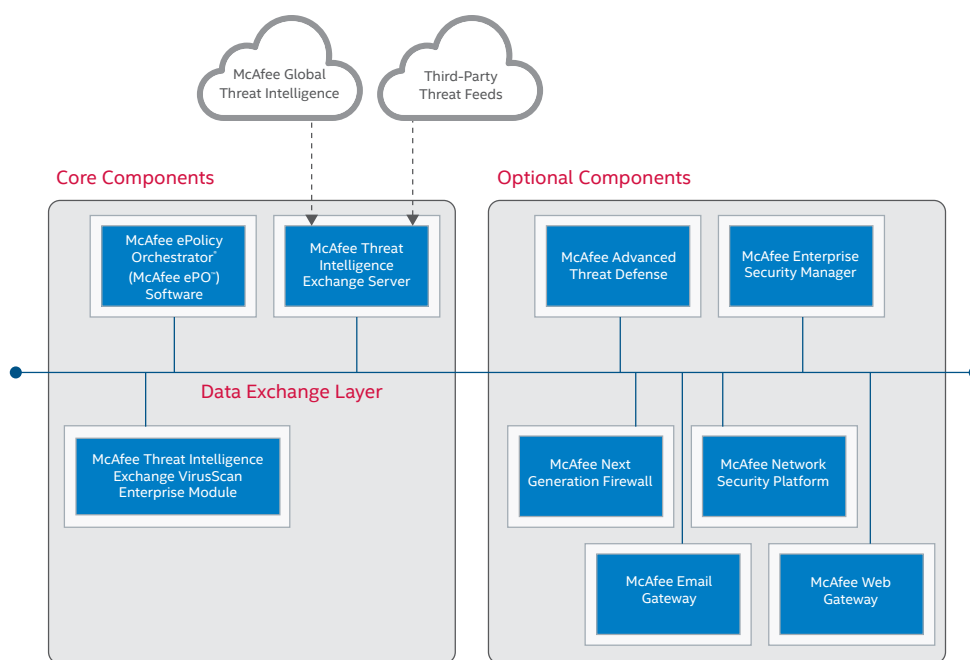 McAfee Global
Threat Intelligence
Third-Party
Threat Feeds
Core Components
Optional Components
McAfee ePolicy
Orchestrator®
(McAfee ePO™)
Software
McAfee Threat
Intelligence
Exchange Server
McAfee Advanced
Threat Defense
McAfee Enterprise
Security Manager
Data Exchange Layer
McAfee Threat Intelligence
Exchange VirusScan
Enterprise Module
McAfee Next
Generation Firewall
McAfee Network
Security Platform
McAfee Email
Gateway
McAfee Web
Gateway